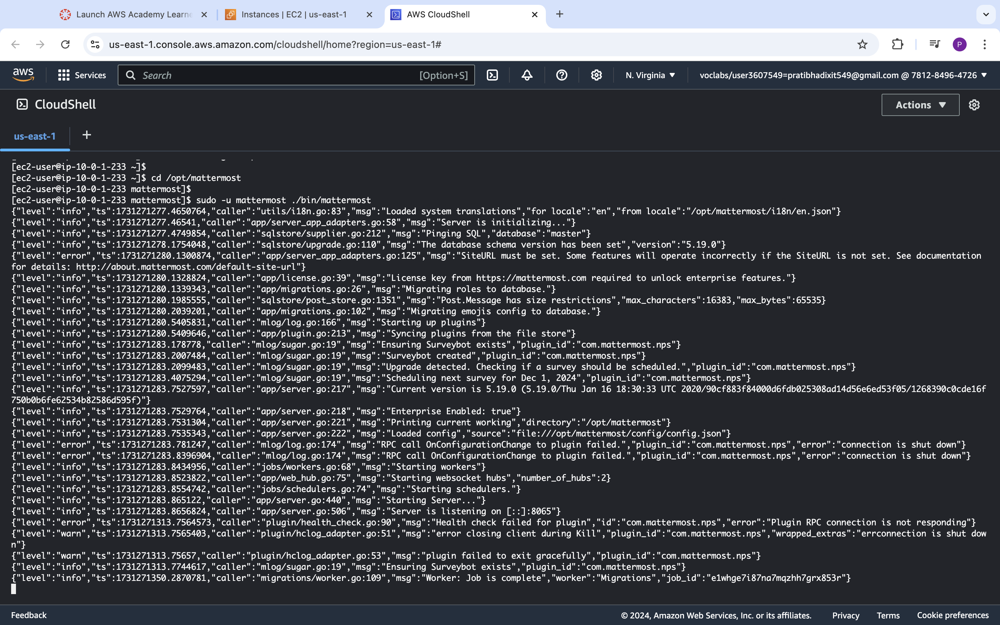 Launch AWS Academy Learne
Instances | EC2 | us-east-1
AWS CloudShell
us-east-1.console.aws.amazon.com/cloudshell/home?region=us-east-1#
P
aws
Services
Search
[Option+S]
N. Virginia
voclabs/user3607549=pratibhadixit549@gmail.com @ 7812-8496-4726
CloudShell
Actions
us-east-1
[ec2-user@ip-10-0-1-233 ~]$
[ec2-user@ip-10-0-1-233 ~]$ cd /opt/mattermost
[ec2-user@ip-10-0-1-233 mattermost]$
[ec2-user@ip-10-0-1-233 mattermost]$ sudo -u mattermost ./bin/mattermost
{"level":"info","ts":1731271277.4650764,"caller":"utils/i18n.go:83","msg":"Loaded system translations","for locale":"en","from locale":"/opt/mattermost/i18n/en.json"}
{"level":"info","ts":1731271277.46541,"caller":"app/server_app_adapters.go:58","msg":"Server is initializing..."}
{"level":"info","ts":1731271277.4749854,"caller":"sqlstore/supplier.go:212","msg":"Pinging SQL","database":"master"}
{"level":"info","ts":1731271278.1754048,"caller":"sqlstore/upgrade.go:110","msg":"The database schema version has been set","version":"5.19.0"}
{"level":"error","ts":1731271280.1300874,"caller":"app/server_app_adapters.go:125","msg":"SiteURL must be set. Some features will operate incorrectly if the SiteURL is not set. See documentation
for details: http://about.mattermost.com/default-site-url"}
{"level":"info","ts":1731271280.1328824,"caller":"app/license.go:39","msg":"License key from https://mattermost.com required to unlock enterprise features."}
{"level":"info","ts":1731271280.1339343,"caller":"app/migrations.go:26","msg":"Migrating roles to database."}
{"level":"info","ts":1731271280.1985555,"caller":"sqlstore/post_store.go:1351","msg":"Post.Message has size restrictions","max_characters":16383,"max_bytes":65535}
{"level":"info","ts":1731271280.2039201,"caller":"app/migrations.go:102","msg":"Migrating emojis config to database."}
{"level":"info","ts":1731271280.5405831,"caller":"mlog/log.go:166","msg":"Starting up plugins"}
{"level":"info","ts":1731271280.5409646,"caller":"app/plugin.go:213","msg":"Syncing plugins from the file store"}
{"level":"info","ts":1731271283.178778,"caller":"mlog/sugar.go:19","msg":"Ensuring Surveybot exists","plugin_id":"com.mattermost.nps"}
{"level":"info","ts":1731271283.2007484,"caller":"mlog/sugar.go:19","msg":"Surveybot created","plugin_id":"com.mattermost.nps"}
{"level":"info","ts":1731271283.2099483,"caller":"mlog/sugar.go:19","msg":"Upgrade detected. Checking if a survey should be scheduled.","plugin_id":"com.mattermost.nps"}
{"level":"info","ts":1731271283.4075294,"caller":"mlog/sugar.go:19","msg":"Scheduling next survey for Dec 1, 2024","plugin_id":"com.mattermost.nps"}
{"level":"info","ts":1731271283.7527597,"caller":"app/server.go:217","msg":"Current version is 5.19.0 (5.19.0/Thu Jan 16 18:30:33 UTC 2020/90cf883f84000d6fdb025308ad14d56e6ed53f05/1268390c0cde16f
750b0b6fe62534b82586d595f)"}
{"level":"info","ts":1731271283.7529764,"caller":"app/server.go:218","msg":"Enterprise Enabled: true"}
{"level":"info","ts":1731271283.7531304,"caller":"app/server.go:221","msg":"Printing current working","directory":"/opt/mattermost"}
{"level":"info","ts":1731271283.7535343,"caller":"app/server.go:222","msg":"Loaded config","source":"file:///opt/mattermost/config/config.json"}
{"level":"error","ts":1731271283.781247,"caller":"mlog/log.go:174","msg":"RPC call OnConfigurationChange to plugin failed.","plugin_id":"com.mattermost.nps","error":"connection is shut down"}
{"level":"error","ts":1731271283.8396904,"caller":"mlog/log.go:174","msg":"RPC call OnConfigurationChange to plugin failed.","plugin_id":"com.mattermost.nps","error":"connection is shut down"}
{"level":"info","ts":1731271283.8434956,"caller":"jobs/workers.go:68","msg":"Starting workers"}
{"level":"info","ts":1731271283.8523822,"caller":"app/web_hub.go:75","msg":"Starting websocket hubs","number_of_hubs":2}
{"level":"info","ts":1731271283.8554742,"caller":"jobs/schedulers.go:74","msg":"Starting schedulers."}
{"level":"info","ts":1731271283.865122,"caller":"app/server.go:440","msg":"Starting Server..."}
{"level":"info","ts":1731271283.8656824,"caller":"app/server.go:506","msg":"Server is listening on [::]:8065"}
{"level":"error","ts":1731271313.7564573,"caller":"plugin/health_check.go:90","msg":"Health check failed for plugin","id":"com.mattermost.nps","error":"Plugin RPC connection is not responding"}
{"level":"warn","ts":1731271313.7565403,"caller":"plugin/hclog_adapter.go:51","msg":"error closing client during Kill","plugin_id":"com.mattermost.nps","wrapped_extras":"errconnection is shut dow
n"}
{"level":"warn","ts":1731271313.75657,"caller":"plugin/hclog_adapter.go:53","msg":"plugin failed to exit gracefully","plugin_id":"com.mattermost.nps"}
{"level":"info","ts":1731271313.7744617,"caller":"mlog/sugar.go:19","msg":"Ensuring Surveybot exists","plugin_id":"com.mattermost.nps"}
{"level":"info","ts":1731271350.2870781,"caller":"migrations/worker.go:109","msg":"Worker: Job is complete","worker":"Migrations","job_id":"e1whge7i87na7mqzhh7grx853r"}
Feedback
© 2024, Amazon Web Services, Inc. or its affiliates.
Privacy
Terms
Cookie preferences